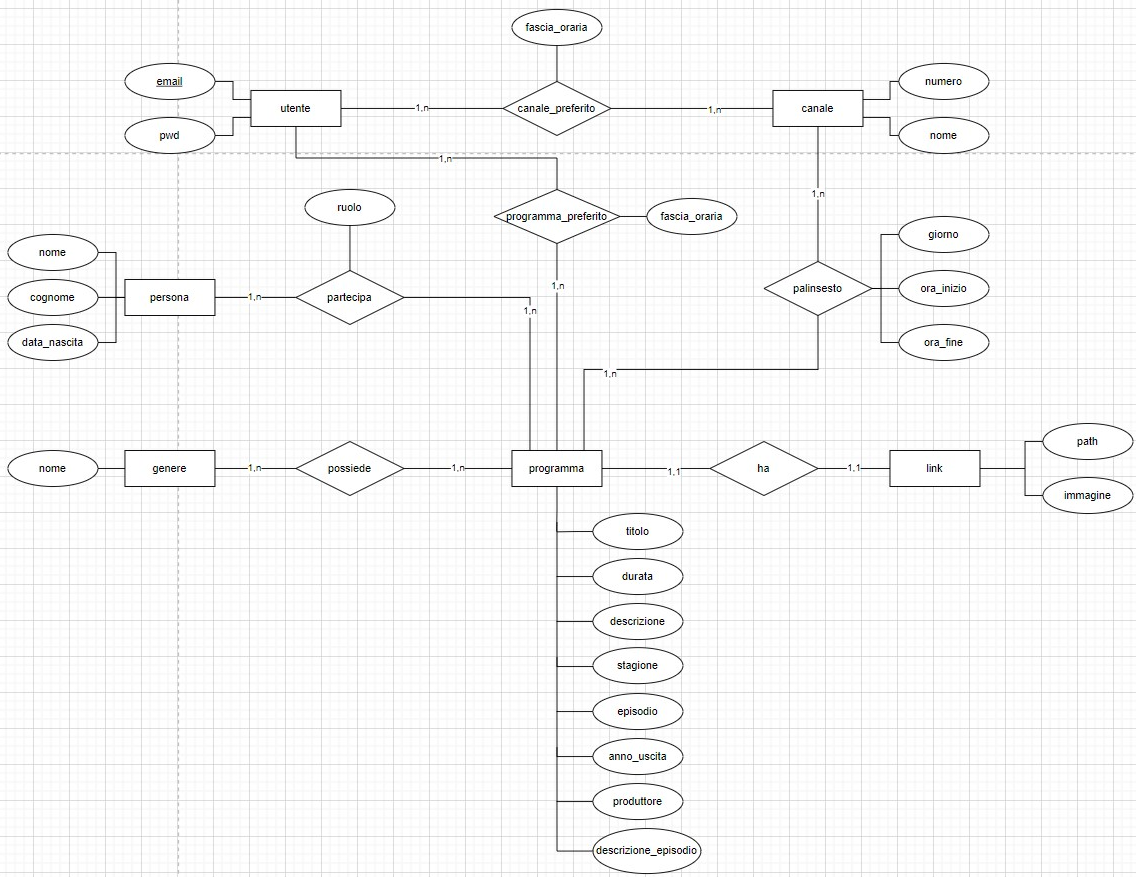 fascia_oraria
email
utente
1,n
canale_preferito
1,n
canale
numero
pwd
nome
1,n
1,n
ruolo
programma_preferito
fascia_oraria
giorno
nome
cognome
persona
1,n
partecipa
1,n
1,n
palinsesto
ora_inizio
data_nascita
ora_fine
1,n
nome
genere
1,n
possiede
1,n
programma
1,1
ha
1,1
link
path
immagine
titolo
durata
descrizione
stagione
episodio
anno_uscita
produttore
descrizione_episodio